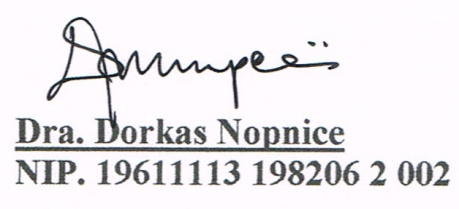 Dra. Dorkas Nopnice
NIP. 19611113 198206 2 002